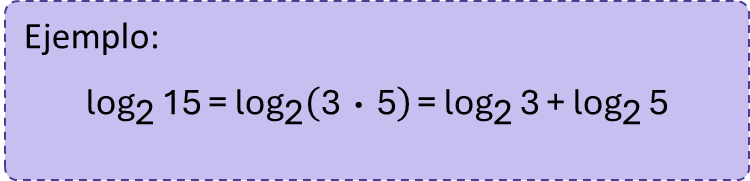 Ejemplo:
log₂ 15 = log₂(3 · 5) = log₂ 3 + log₂ 5